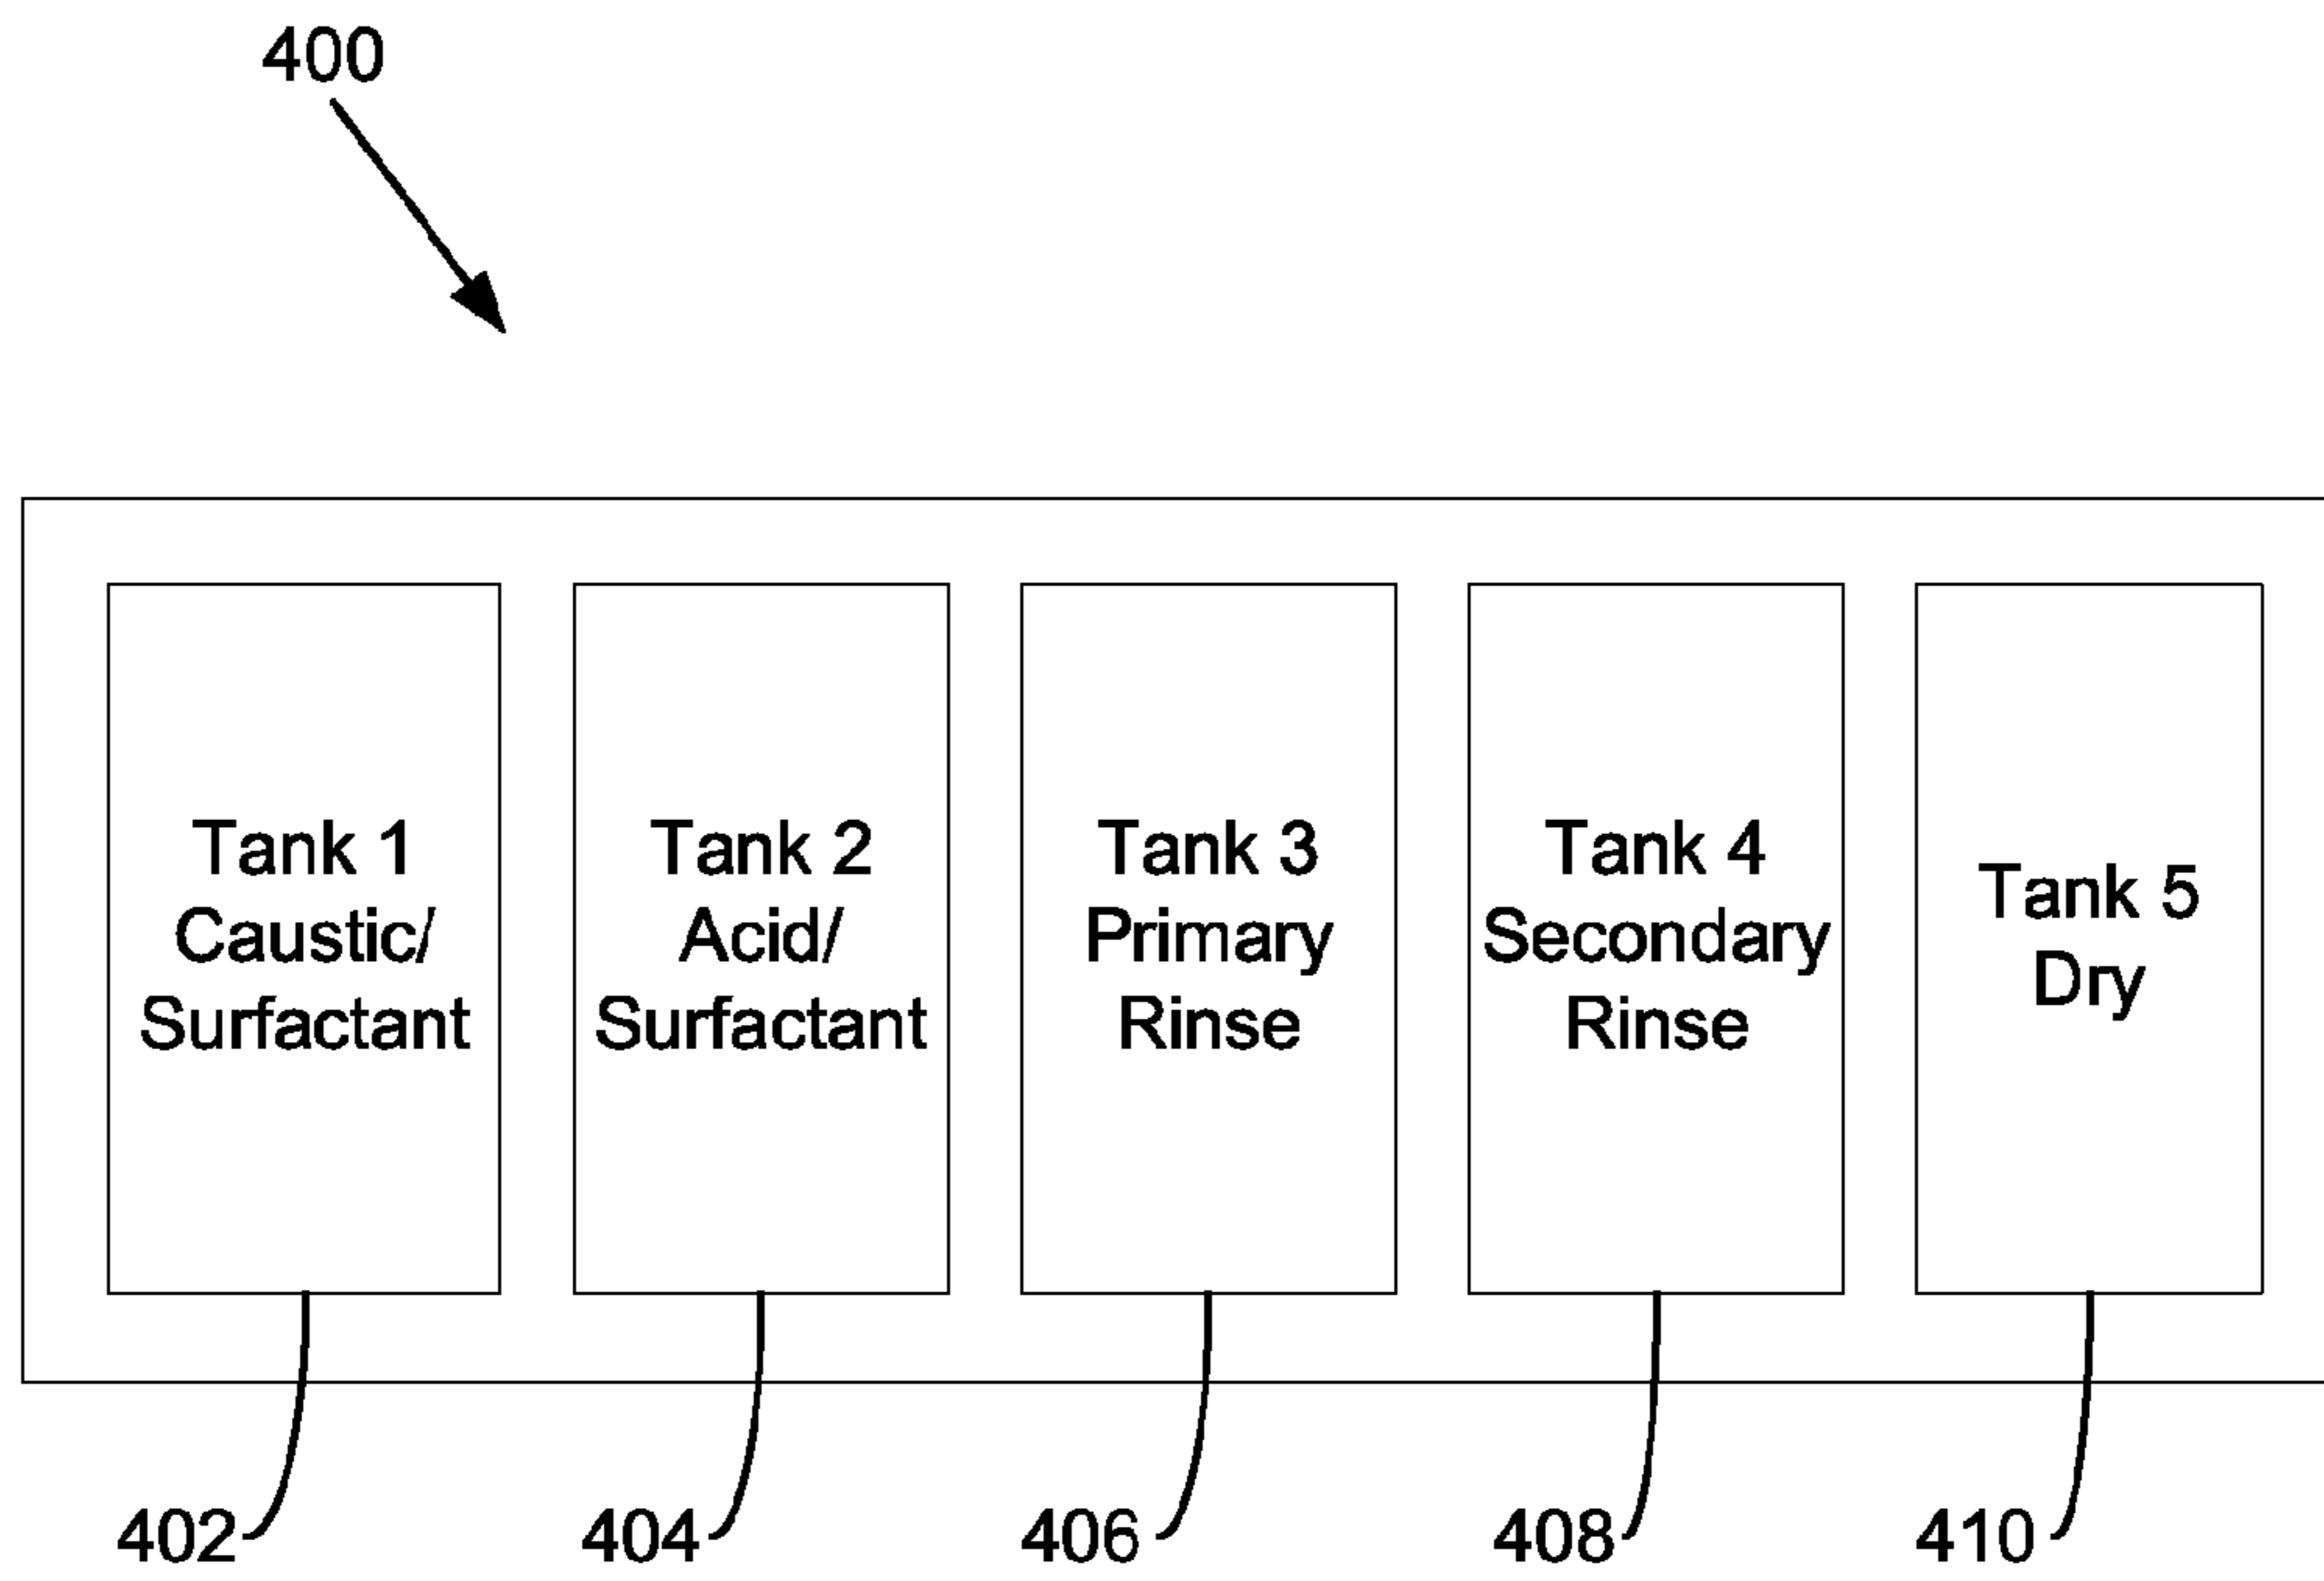 400
Tank 1
Caustic/
Surfactant
Tank 2
Acid/
Surfactant
Tank 3
Primary
Rinse
Tank 4
Secondary
Rinse
Tank 5
Dry
402
404
406
408
410